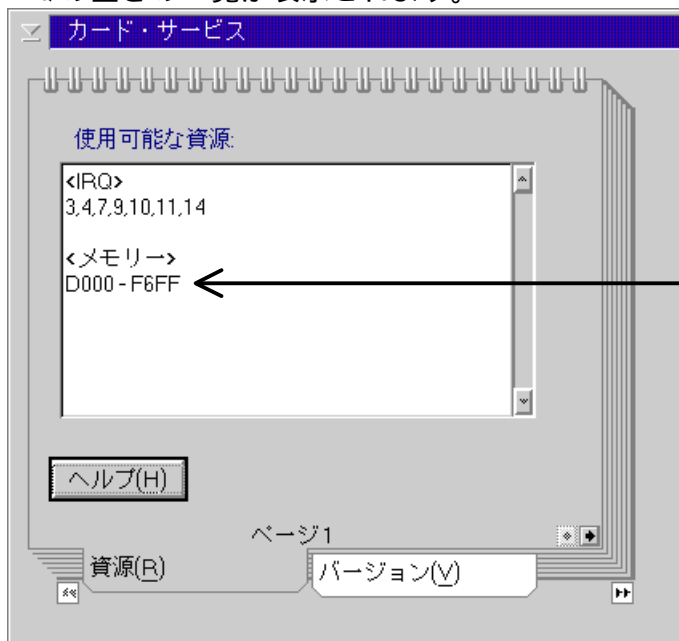 カード・サービス
使用可能な資源:
<IRQ>
3,4,7,9,10,11,14
<メモリー>
D000 - F6FF
ヘルプ(H)
ページ1
資源(R)
バージョン(V)